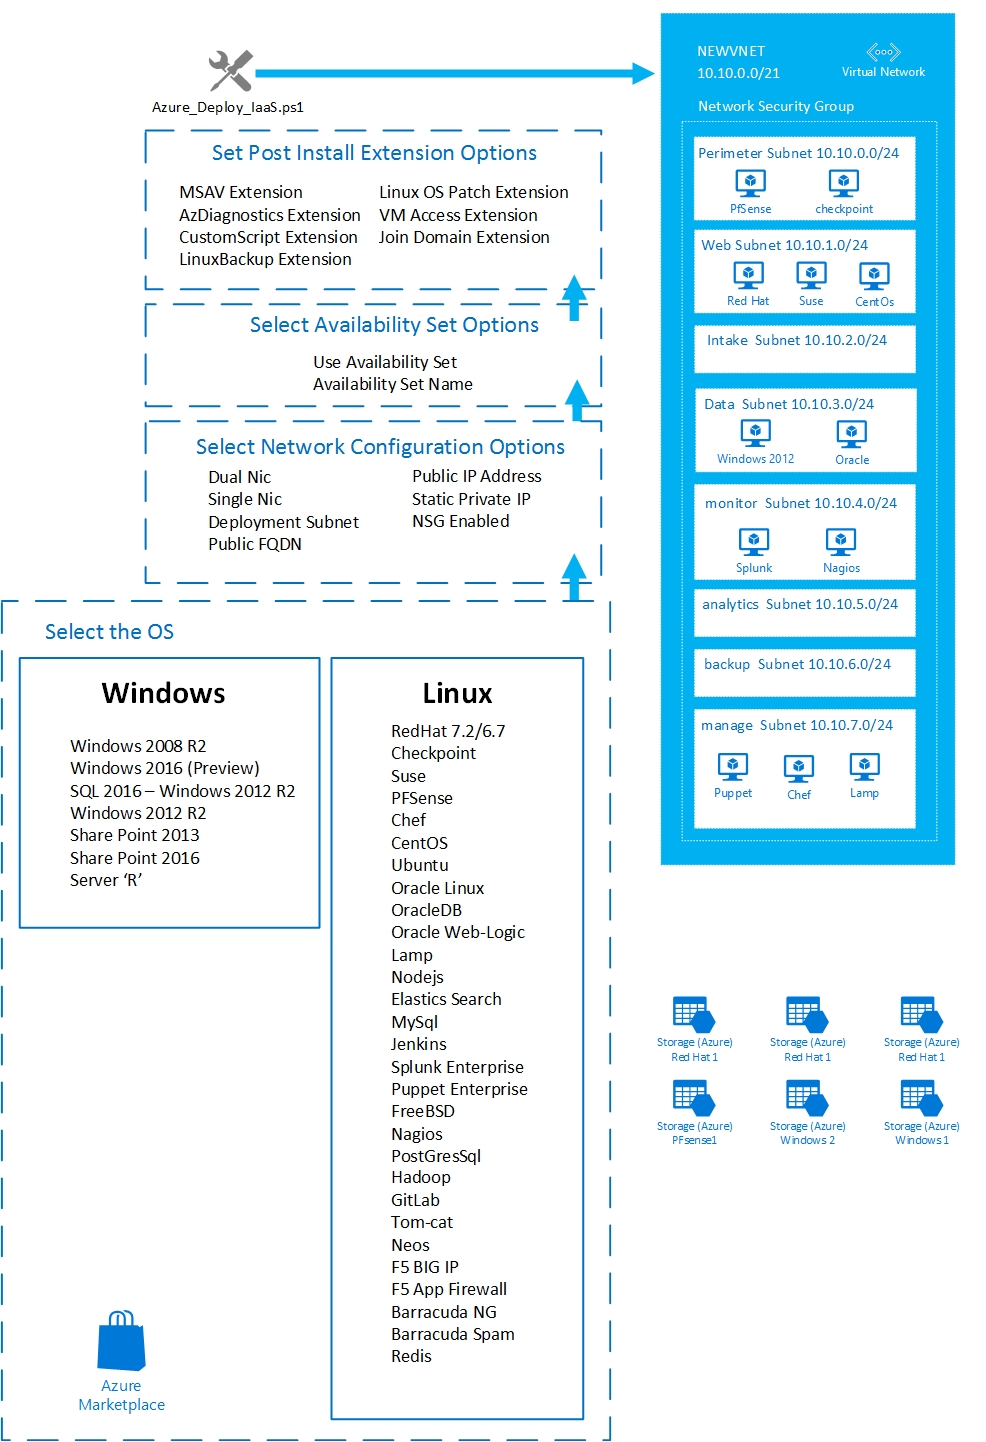 Azure_Deploy_IaaS.ps1
Set Post Install Extension Options
MSAV Extension
AzDiagnostics Extension
CustomScript Extension
LinuxBackup Extension
Linux OS Patch Extension
VM Access Extension
Join Domain Extension
Select Availability Set Options
Use Availability Set
Availability Set Name
Select Network Configuration Options
Dual Nic
Single Nic
Deployment Subnet
Public FQDN
Public IP Address
Static Private IP
NSG Enabled
Select the OS
Windows
Windows 2008 R2
Windows 2016 (Preview)
SQL 2016 – Windows 2012 R2
Windows 2012 R2
Share Point 2013
Share Point 2016
Server ‘R’
Linux
RedHat 7.2/6.7
Checkpoint
Suse
PFSense
Chef
CentOS
Ubuntu
Oracle Linux
OracleDB
Oracle Web-Logic
Lamp
Nodejs
Elastics Search
MySql
Jenkins
Splunk Enterprise
Puppet Enterprise
FreeBSD
Nagios
PostGresSql
Hadoop
GitLab
Tom-cat
Neos
F5 BIG IP
F5 App Firewall
Barracuda NG
Barracuda Spam
Redis
Azure
Marketplace
NEWVNET
10.10.0.0/21
Virtual Network
Network Security Group
Perimeter Subnet 10.10.0.0/24
PfSense
checkpoint
Web Subnet 10.10.1.0/24
Red Hat
Suse
CentOs
Intake Subnet 10.10.2.0/24
Data Subnet 10.10.3.0/24
Windows 2012
Oracle
monitor Subnet 10.10.4.0/24
Splunk
Nagios
analytics Subnet 10.10.5.0/24
backup Subnet 10.10.6.0/24
manage Subnet 10.10.7.0/24
Puppet
Chef
Lamp
Storage (Azure)
Red Hat 1
Storage (Azure)
Red Hat 1
Storage (Azure)
Red Hat 1
Storage (Azure)
PFsense1
Storage (Azure)
Windows 2
Storage (Azure)
Windows 1